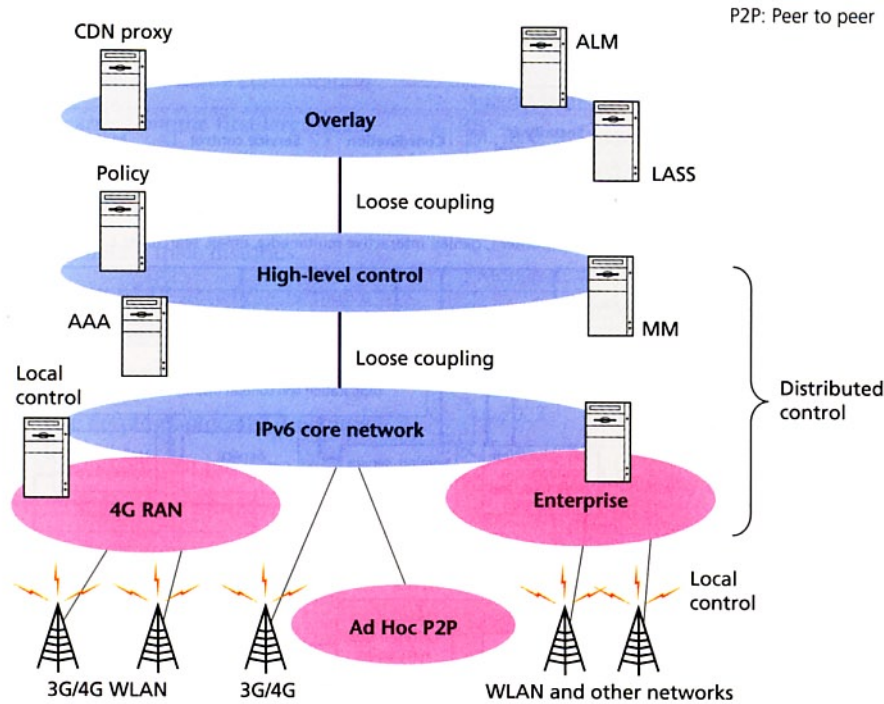 P2P: Peer to peer
CDN proxy
ALM
Overlay
LASS
Policy
Loose coupling
High-level control
AAA
MM
Loose coupling
Local
control
Distributed
control
IPv6 core network
4G RAN
Enterprise
Local
control
Ad Hoc P2P
3G/4G WLAN
3G/4G
WLAN and other networks